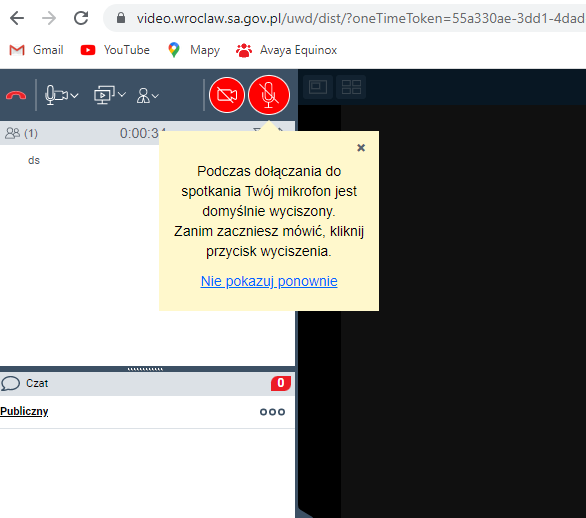 video.wroclaw.sa.gov.pl/uwd/dist/?oneTimeToken=55a330ae-3dd1-4dad
Gmail YouTube Mapy Avaya Equinox
(1) 0:00:34
ds
Podczas dołączania do
spotkania Twój mikrofon jest
domyślnie wyciszony.
Zanim zaczniesz mówić, kliknij
przycisk wyciszenia.
Nie pokazuj ponownie
Czat 0
Publiczny